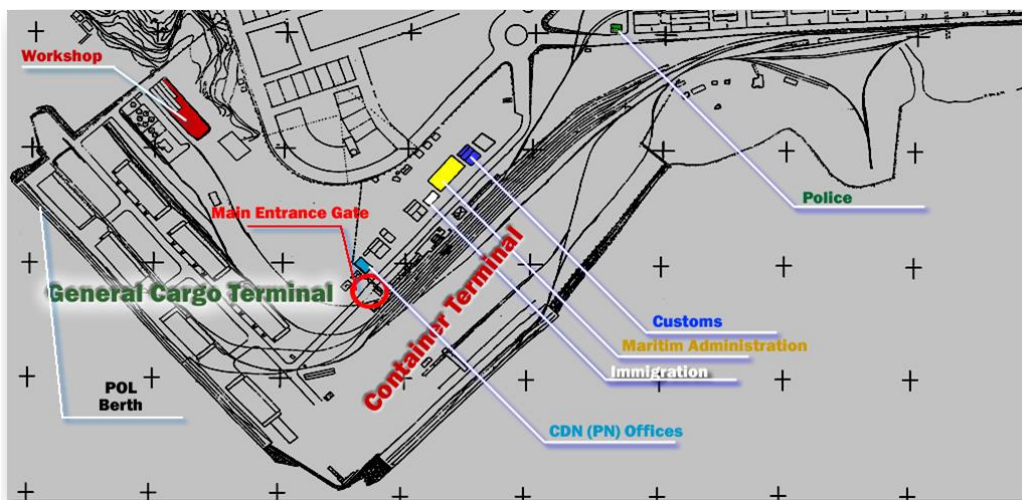 Workshop
Police
Main Entrance Gate
General Cargo Terminal
Container Terminal
Customs
Maritim Administration
Immigration
POL
Berth
CDN (PN) Offices